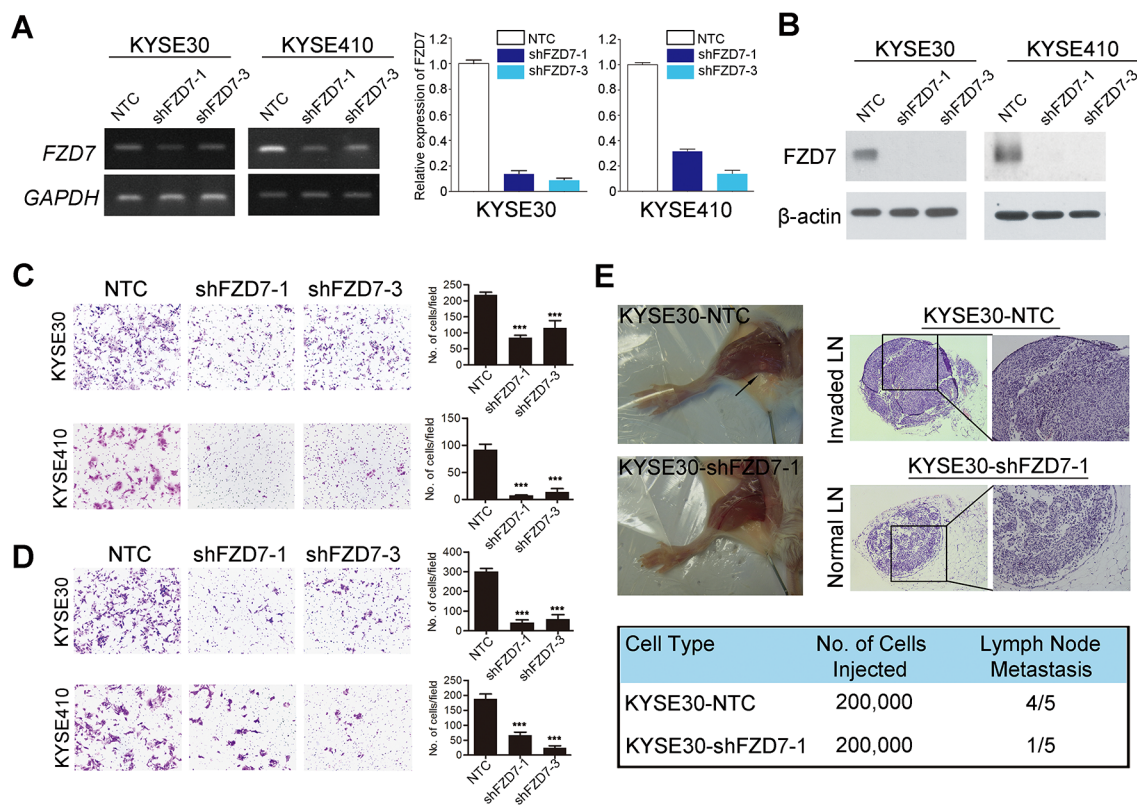 A
KYSE30
KYSE410
NTC
shFZD7-1
shFZD7-3
NTC
shFZD7-1
shFZD7-3
FZD7
GAPDH
Relative expression of FZD7
1.2
1.0
0.8
0.6
0.4
0.2
0
NTC
shFZD7-1
shFZD7-3
KYSE30
1.2
1.0
0.8
0.6
0.4
0.2
0
NTC
shFZD7-1
shFZD7-3
KYSE410
B
KYSE30
KYSE410
NTC
shFZD7-1
shFZD7-3
NTC
shFZD7-1
shFZD7-3
FZD7
β-actin
C
NTC
shFZD7-1
shFZD7-3
KYSE30
No. of cells/field
250
200
150
100
50
0
***
***
NTC
shFZD7-1
shFZD7-3
KYSE410
No. of cells/field
150
100
50
0
***
***
NTC
shFZD7-1
shFZD7-3
D
NTC
shFZD7-1
shFZD7-3
KYSE30
No. of cells/field
400
300
200
100
0
***
***
NTC
shFZD7-1
shFZD7-3
KYSE410
No. of cells/field
250
200
150
100
50
0
***
***
NTC
shFZD7-1
shFZD7-3
E
KYSE30-NTC
KYSE30-shFZD7-1
KYSE30-NTC
Invaded LN
KYSE30-shFZD7-1
Normal LN
Cell Type No. of Cells Lymph Node
Injected Metastasis
KYSE30-NTC 200,000 4/5
KYSE30-shFZD7-1 200,000 1/5